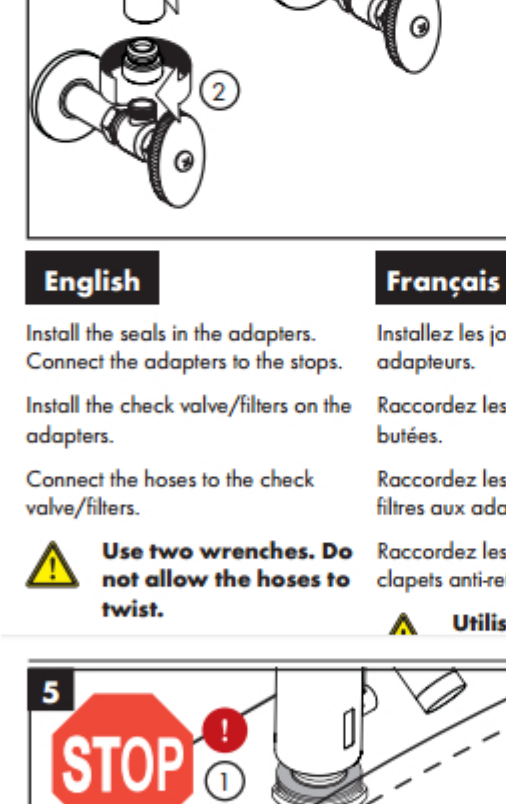 2
English
Install the seals in the adapters.
Connect the adapters to the stops.
Install the check valve/filters on the
adapters.
Connect the hoses to the check
valve/filters.
Use two wrenches. Do
not allow the hoses to
twist.
Français
Installez les jo
adapteurs.
Raccordez les
butées.
Raccordez les
filtres aux ada
Raccordez les
clapets anti-re
Utilis
5
STOP
!
1